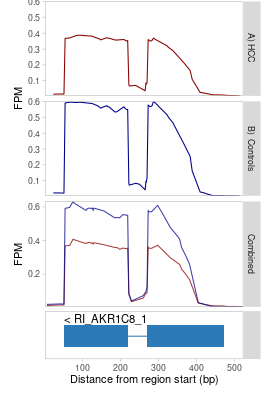 0.6
0.5
0.4
0.3
0.2
0.1
A) HCC
0.6
0.5
0.4
0.3
0.2
0.1
B) Controls
FPM
0.6
0.4
0.2
Combined
FPM
< RI_AKR1C8_1
100 200 300 400 500
Distance from region start (bp)